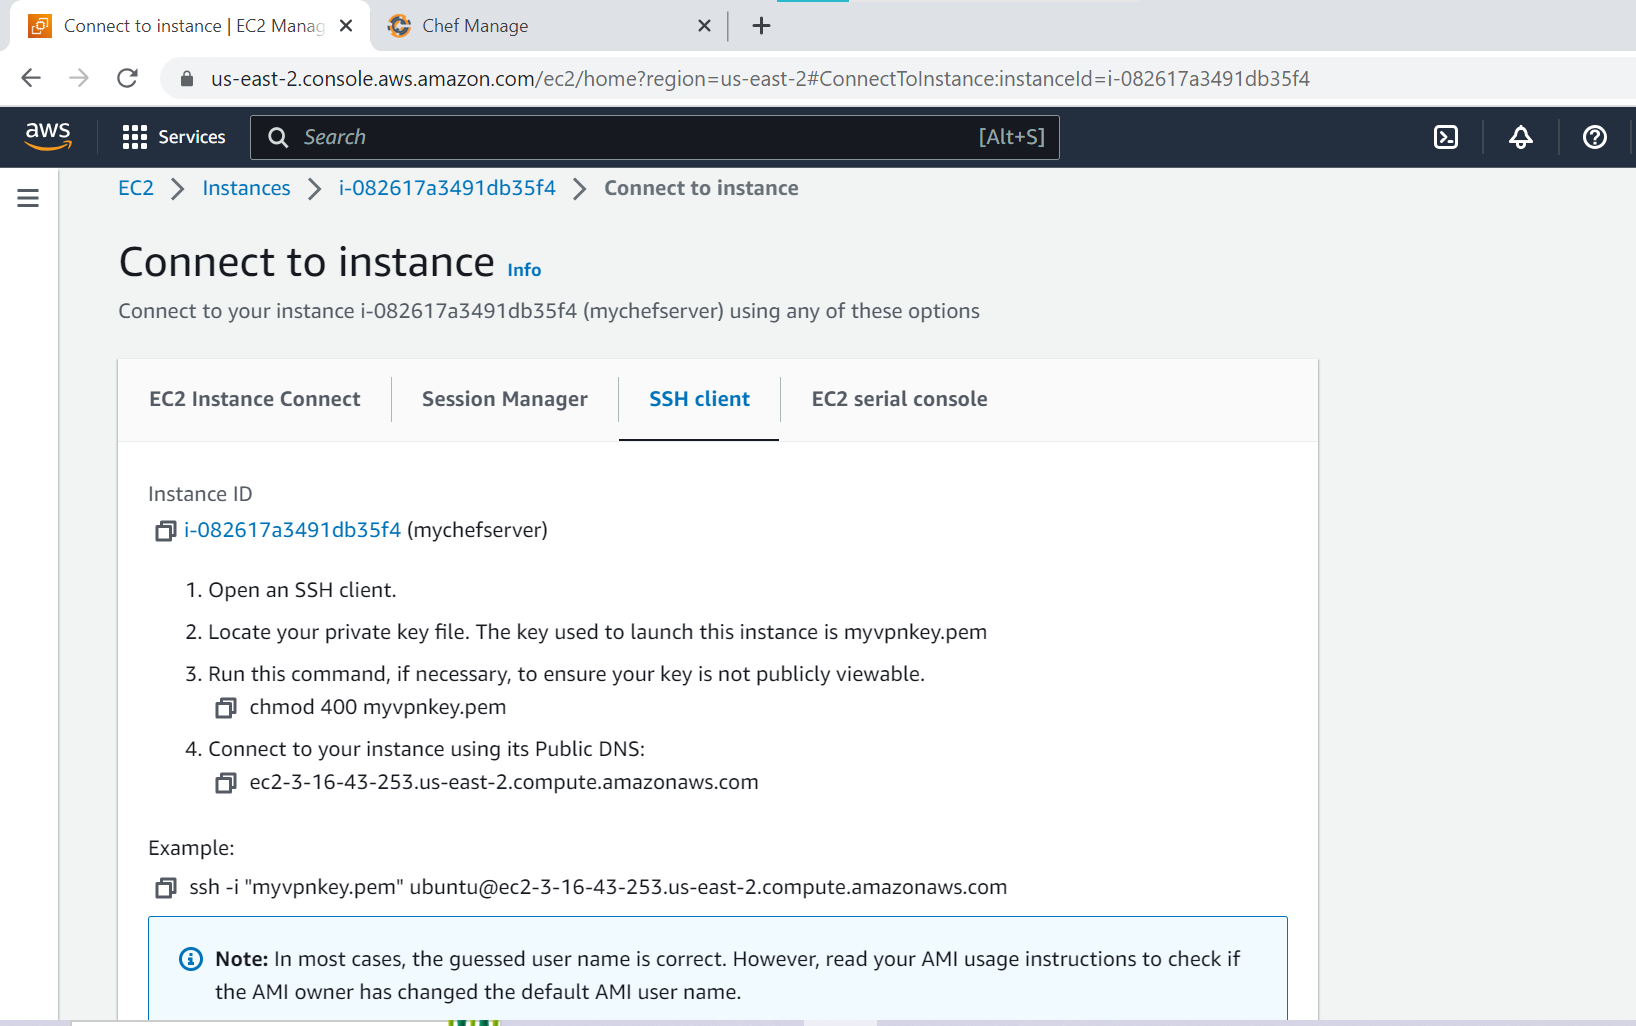 Connect to instance | EC2 Manag
Chef Manage
us-east-2.console.aws.amazon.com/ec2/home?region=us-east-2#ConnectToInstance:instanceId=i-082617a3491db35f4
aws Services Search [Alt+S]
EC2 Instances i-082617a3491db35f4 Connect to instance
Connect to instance Info
Connect to your instance i-082617a3491db35f4 (mychefserver) using any of these options
EC2 Instance Connect Session Manager SSH client EC2 serial console
Instance ID
i-082617a3491db35f4 (mychefserver)
1. Open an SSH client.
2. Locate your private key file. The key used to launch this instance is myvpnkey.pem
3. Run this command, if necessary, to ensure your key is not publicly viewable.
chmod 400 myvpnkey.pem
4. Connect to your instance using its Public DNS:
ec2-3-16-43-253.us-east-2.compute.amazonaws.com
Example:
ssh -i "myvpnkey.pem" ubuntu@ec2-3-16-43-253.us-east-2.compute.amazonaws.com
Note: In most cases, the guessed user name is correct. However, read your AMI usage instructions to check if
the AMI owner has changed the default AMI user name.